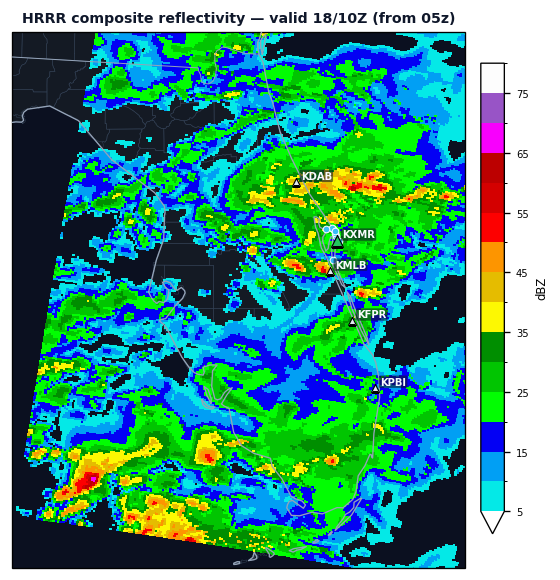 HRRR composite reflectivity — valid 18/10Z (from 05z)
75
65
KDAB
55
KXMR
45
KMLB
dBZ
KFPR
35
KPBI
25
15
5